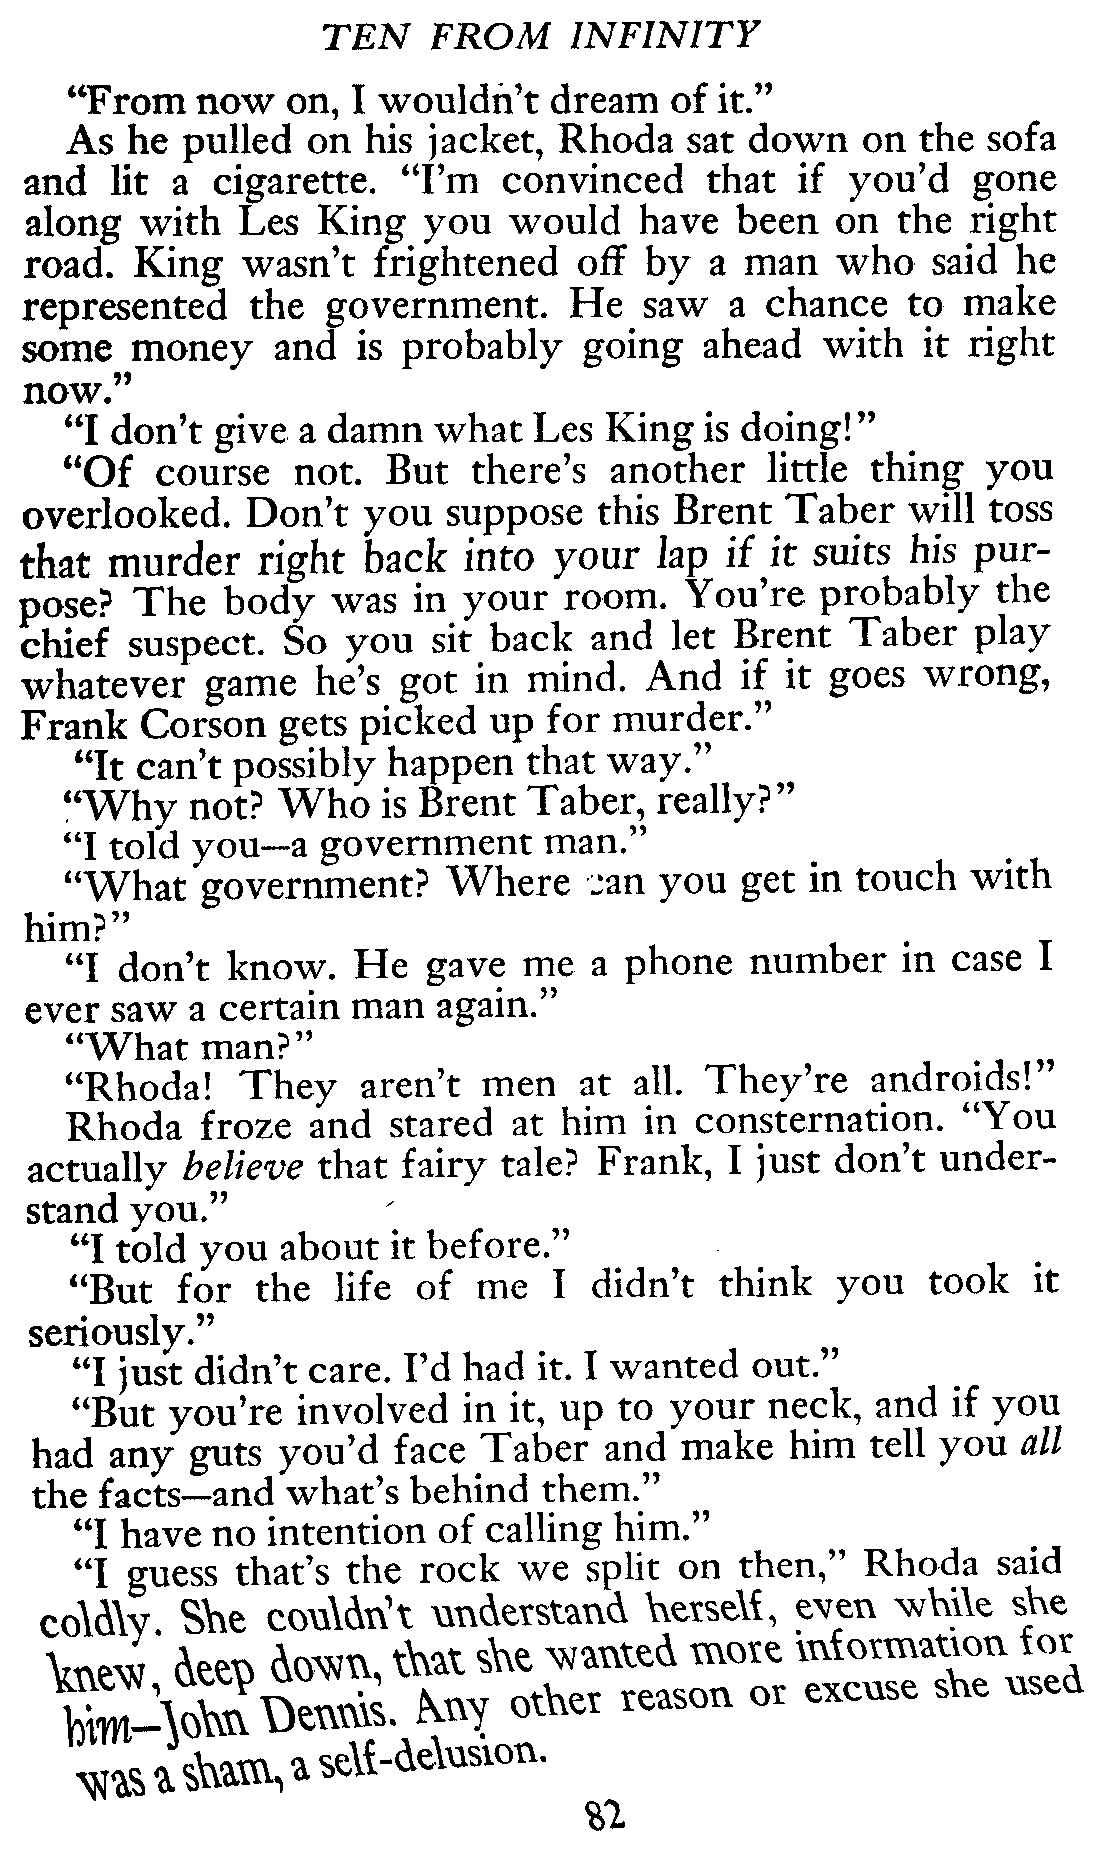 TEN FROM INFINITY
“From now on, I wouldn’t dream of it.”
As he pulled on his jacket, Rhoda sat down on the sofa
and lit a cigarette. “I’m convinced that if you’d gone
along with Les King you would have been on the right
road. King wasn’t frightened off by a man who said he
represented the government. He saw a chance to make
some money and is probably going ahead with it right
now.”
“I don’t give a damn what Les King is doing!”
“Of course not. But there’s another little thing you
overlooked. Don’t you suppose this Brent Taber will toss
that murder right back into your lap if it suits his pur-
pose? The body was in your room. You’re probably the
chief suspect. So you sit back and let Brent Taber play
whatever game he’s got in mind. And if it goes wrong,
Frank Corson gets picked up for murder.”
“It can’t possibly happen that way.”
“Why not? Who is Brent Taber, really?”
“I told you—a government man.”
“What government? Where can you get in touch with
him?”
“I don’t know. He gave me a phone number in case I
ever saw a certain man again.”
“What man?”
“Rhoda! They aren’t men at all. They’re androids!”
Rhoda froze and stared at him in consternation. “You
actually believe that fairy tale? Frank, I just don’t under-
stand you.”
“I told you about it before.”
“But for the life of me I didn’t think you took it
seriously.”
“I just didn’t care. I’d had it. I wanted out.”
“But you’re involved in it, up to your neck, and if you
had any guts you’d face Taber and make him tell you all
the facts—and what’s behind them.”
“I have no intention of calling him.”
“I guess that’s the rock we split on then,” Rhoda said
coldly. She couldn’t understand herself, even while she
knew, deep down, that she wanted more information for
him—John Dennis. Any other reason or excuse she used
was a sham, a self-delusion.
82